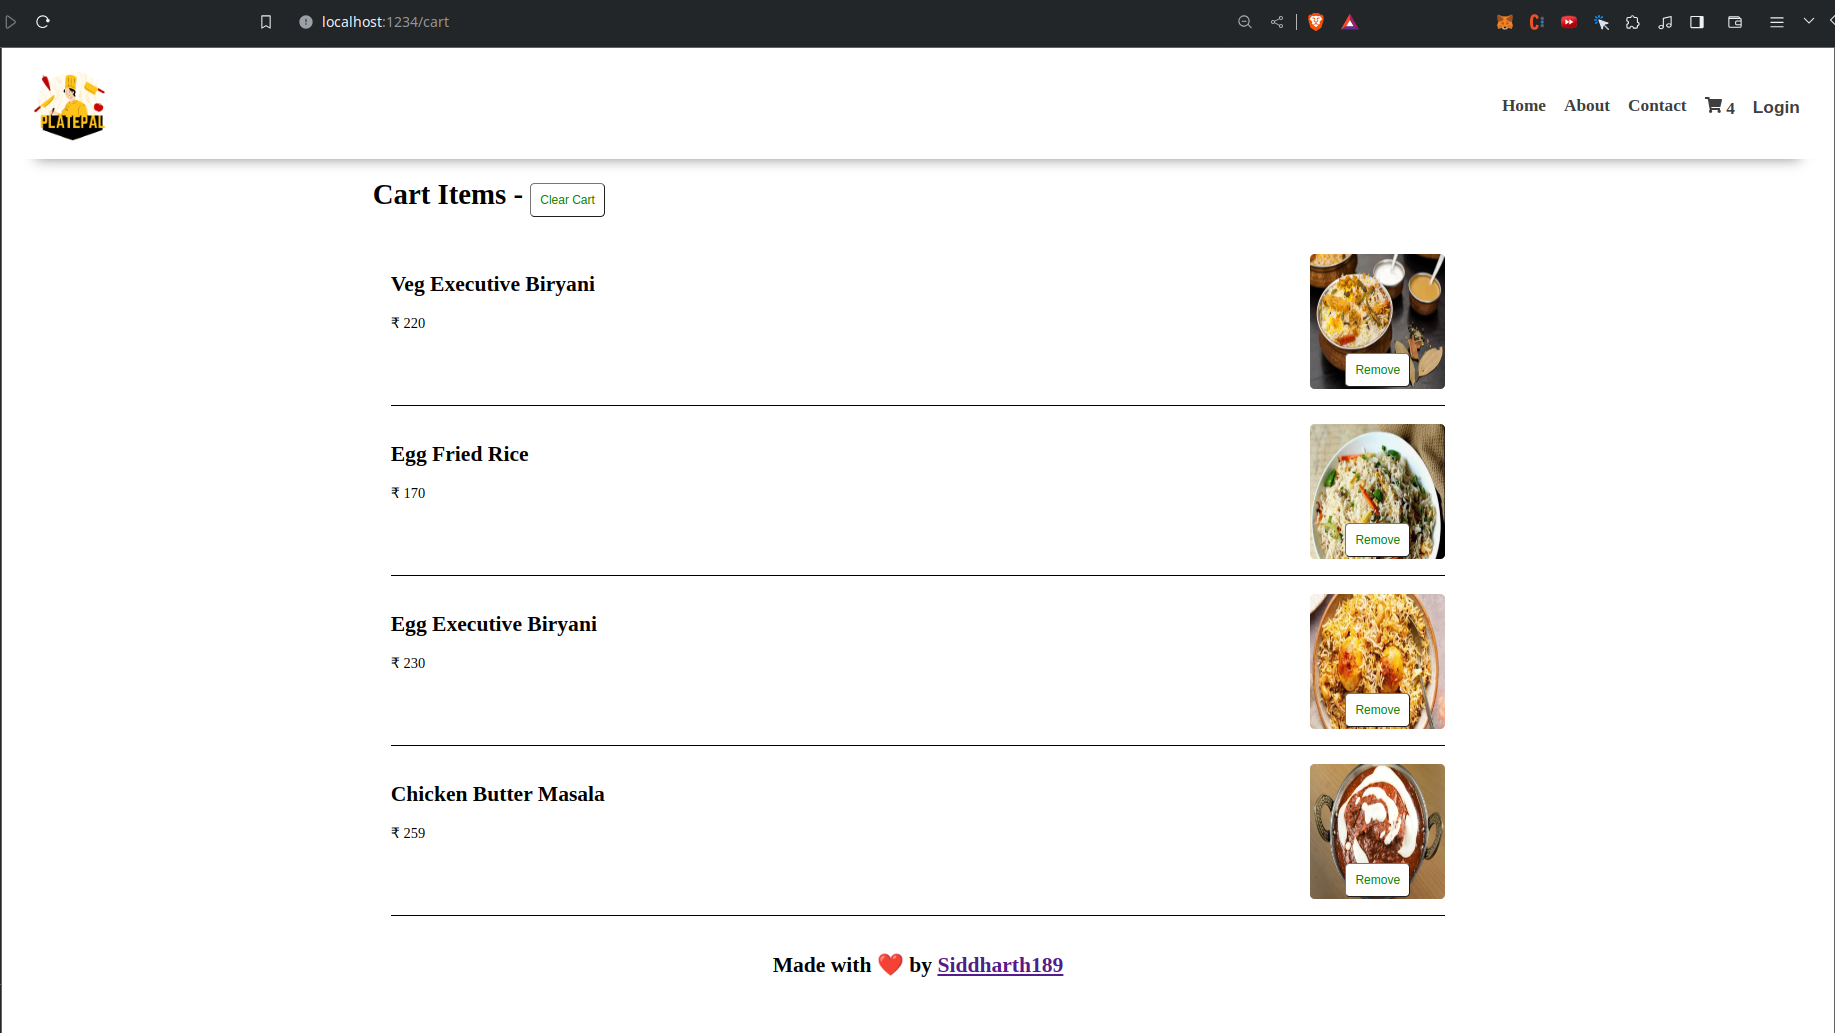 localhost:1234/cart
PLATEPAL
Home About Contact 4 Login
Cart Items - Clear Cart
Veg Executive Biryani
₹ 220
Remove
Egg Fried Rice
₹ 170
Remove
Egg Executive Biryani
₹ 230
Remove
Chicken Butter Masala
₹ 259
Remove
Made with ❤️ by Siddharth189